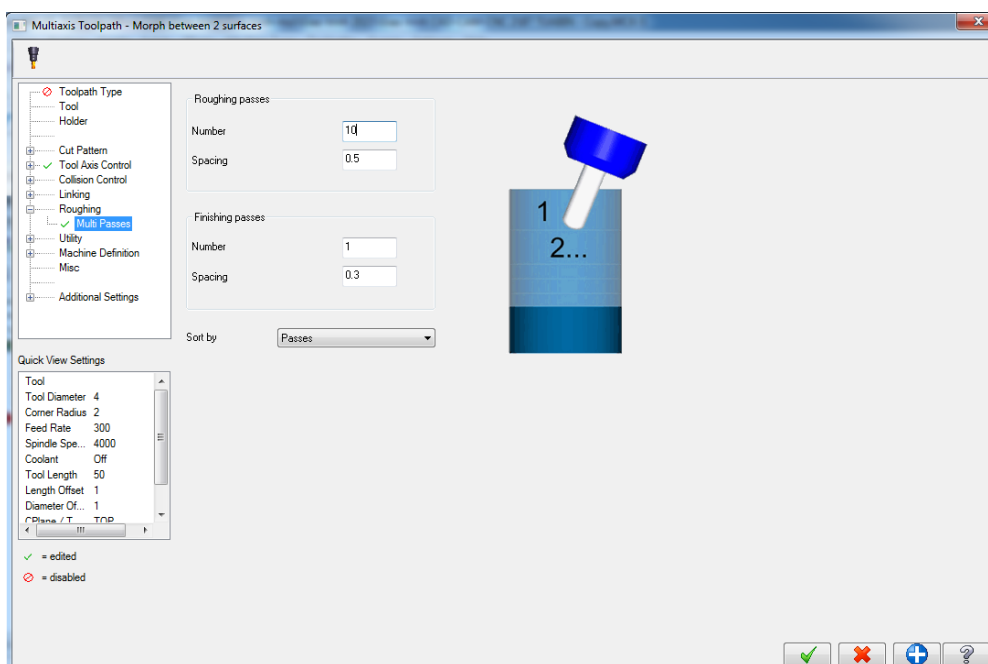 Multiaxis Toolpath - Morph between 2 surfaces
Toolpath Type
Tool
Holder
Cut Pattern
Tool Axis Control
Collision Control
Linking
Roughing
Multi Passes
Utility
Machine Definition
Misc
Additional Settings
Roughing passes
Number 10
Spacing 0.5
Finishing passes
Number 1
Spacing 0.3
Sort by Passes
1
2...
Quick View Settings
Tool
Tool Diameter 4
Corner Radius 2
Feed Rate 300
Spindle Spe... 4000
Coolant Off
Tool Length 50
Length Offset 1
Diameter Of... 1
CPlane / T... TOP
= edited
= disabled